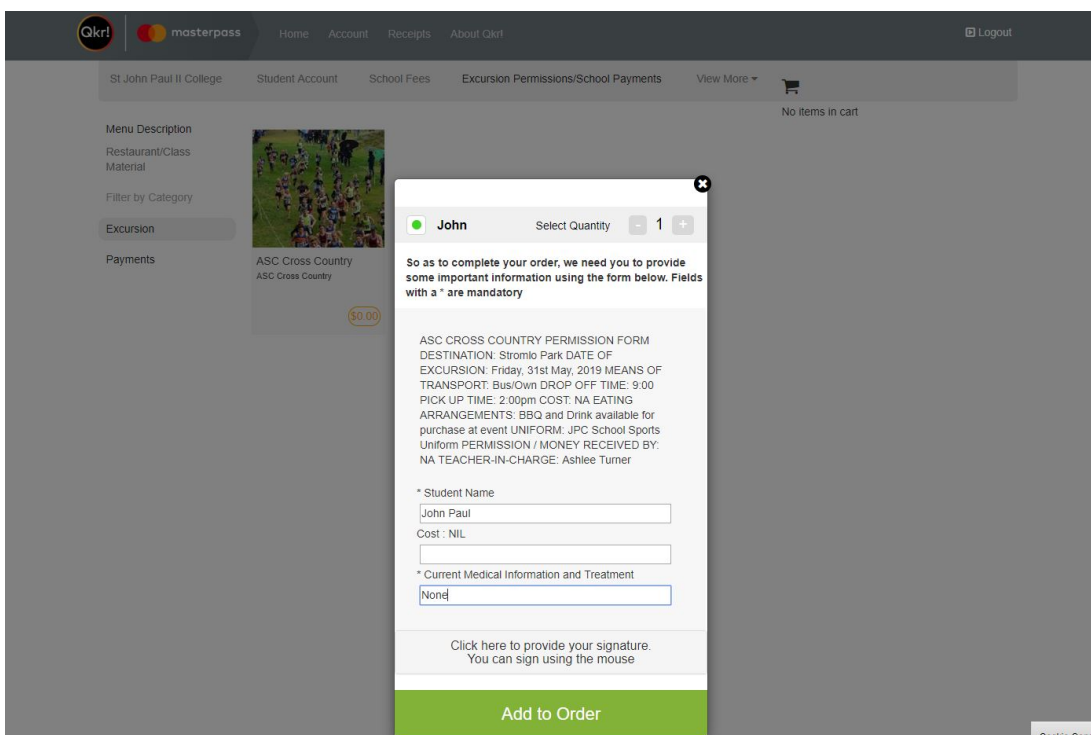 Qkr!
masterpass
Home Account Receipts About Qkr!
Logout
St John Paul II College Student Account School Fees Excursion Permissions/School Payments View More
No items in cart
Menu Description
Restaurant/Class
Material
Filter by Category
Excursion
Payments
ASC Cross Country
ASC Cross Country
$0.00
John Select Quantity - 1 +
So as to complete your order, we need you to provide
some important information using the form below. Fields
with a * are mandatory
ASC CROSS COUNTRY PERMISSION FORM
DESTINATION: Stromlo Park DATE OF
EXCURSION: Friday, 31st May, 2019 MEANS OF
TRANSPORT: Bus/Own DROP OFF TIME: 9:00
PICK UP TIME: 2:00pm COST: NA EATING
ARRANGEMENTS: BBQ and Drink available for
purchase at event UNIFORM: JPC School Sports
Uniform PERMISSION / MONEY RECEIVED BY:
NA TEACHER-IN-CHARGE: Ashlee Turner
* Student Name
John Paul
Cost : NIL
* Current Medical Information and Treatment
None
Click here to provide your signature.
You can sign using the mouse
Add to Order